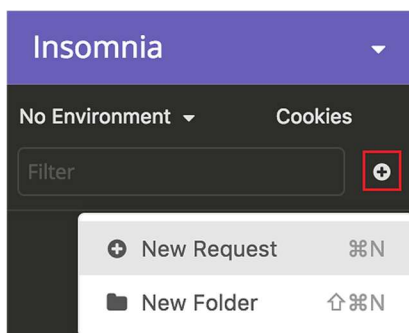 Insomnia
No Environment Cookies
Filter
New Request ⌘N
New Folder ⇧⌘N